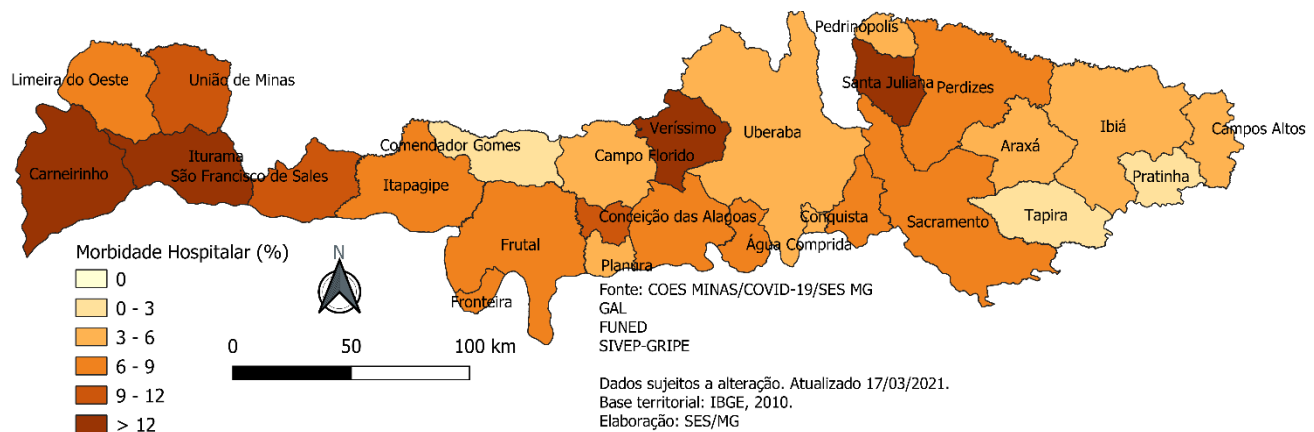 Pedrinópolis
Limeira do Oeste
União de Minas
Santa Juliana
Perdizes
Veríssimo
Uberaba
Ibiá
Campos Altos
Comendador Gomes
Campo Florido
Araxá
Iturama
Carneirinho
São Francisco de Sales
Itapagipe
Pratinha
Conceição das Alagoas
Conquista
Sacramento
Tapira
Frutal
Água Comprida
Planura
Fronteira
Morbidade Hospitalar (%)
0
0 - 3
3 - 6
6 - 9
9 - 12
> 12
N
0 50 100 km
Fonte: COES MINAS/COVID-19/SES MG
GAL
FUNED
SIVEP-GRIPE
Dados sujeitos a alteração. Atualizado 17/03/2021.
Base territorial: IBGE, 2010.
Elaboração: SES/MG